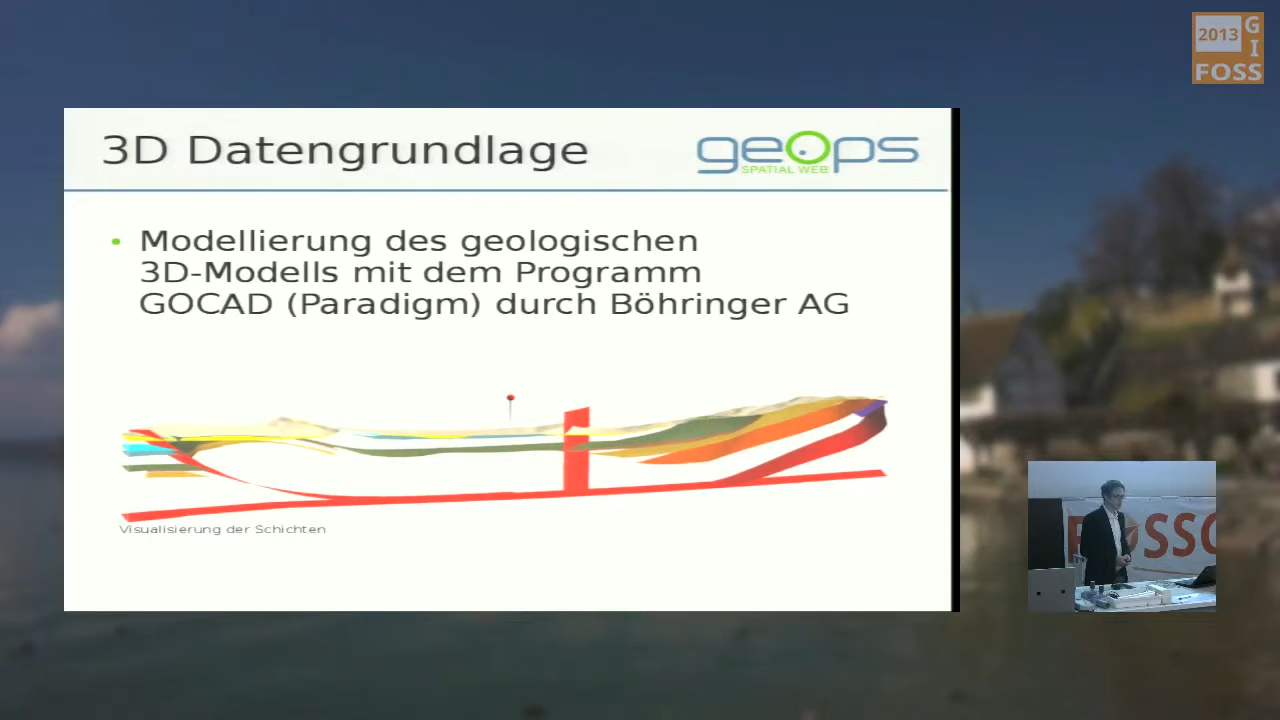 2013
G
I
FOSS
3D Datengrundlage
geops
SPATIAL WEB
• Modellierung des geologischen
3D-Modells mit dem Programm
GOCAD (Paradigm) durch Böhringer AG
Visualisierung der Schichten
FOSSG